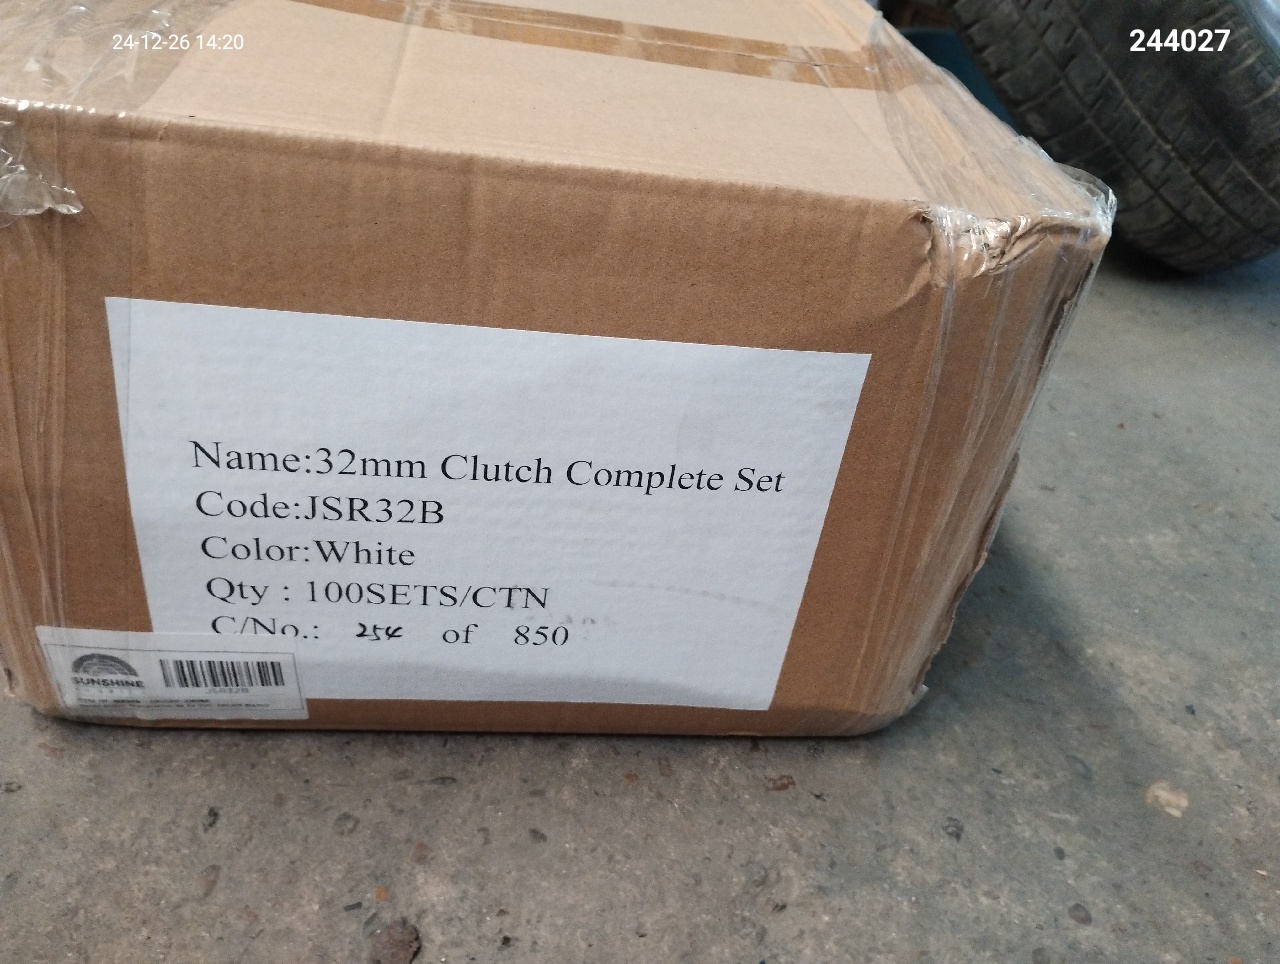 24-12-26 14:20
244027
Name:32mm Clutch Complete Set
Code:JSR32B
Color:White
Qty : 100SETS/CTN
C/No.: 254 of 850
SUNSHINE
JSR32B